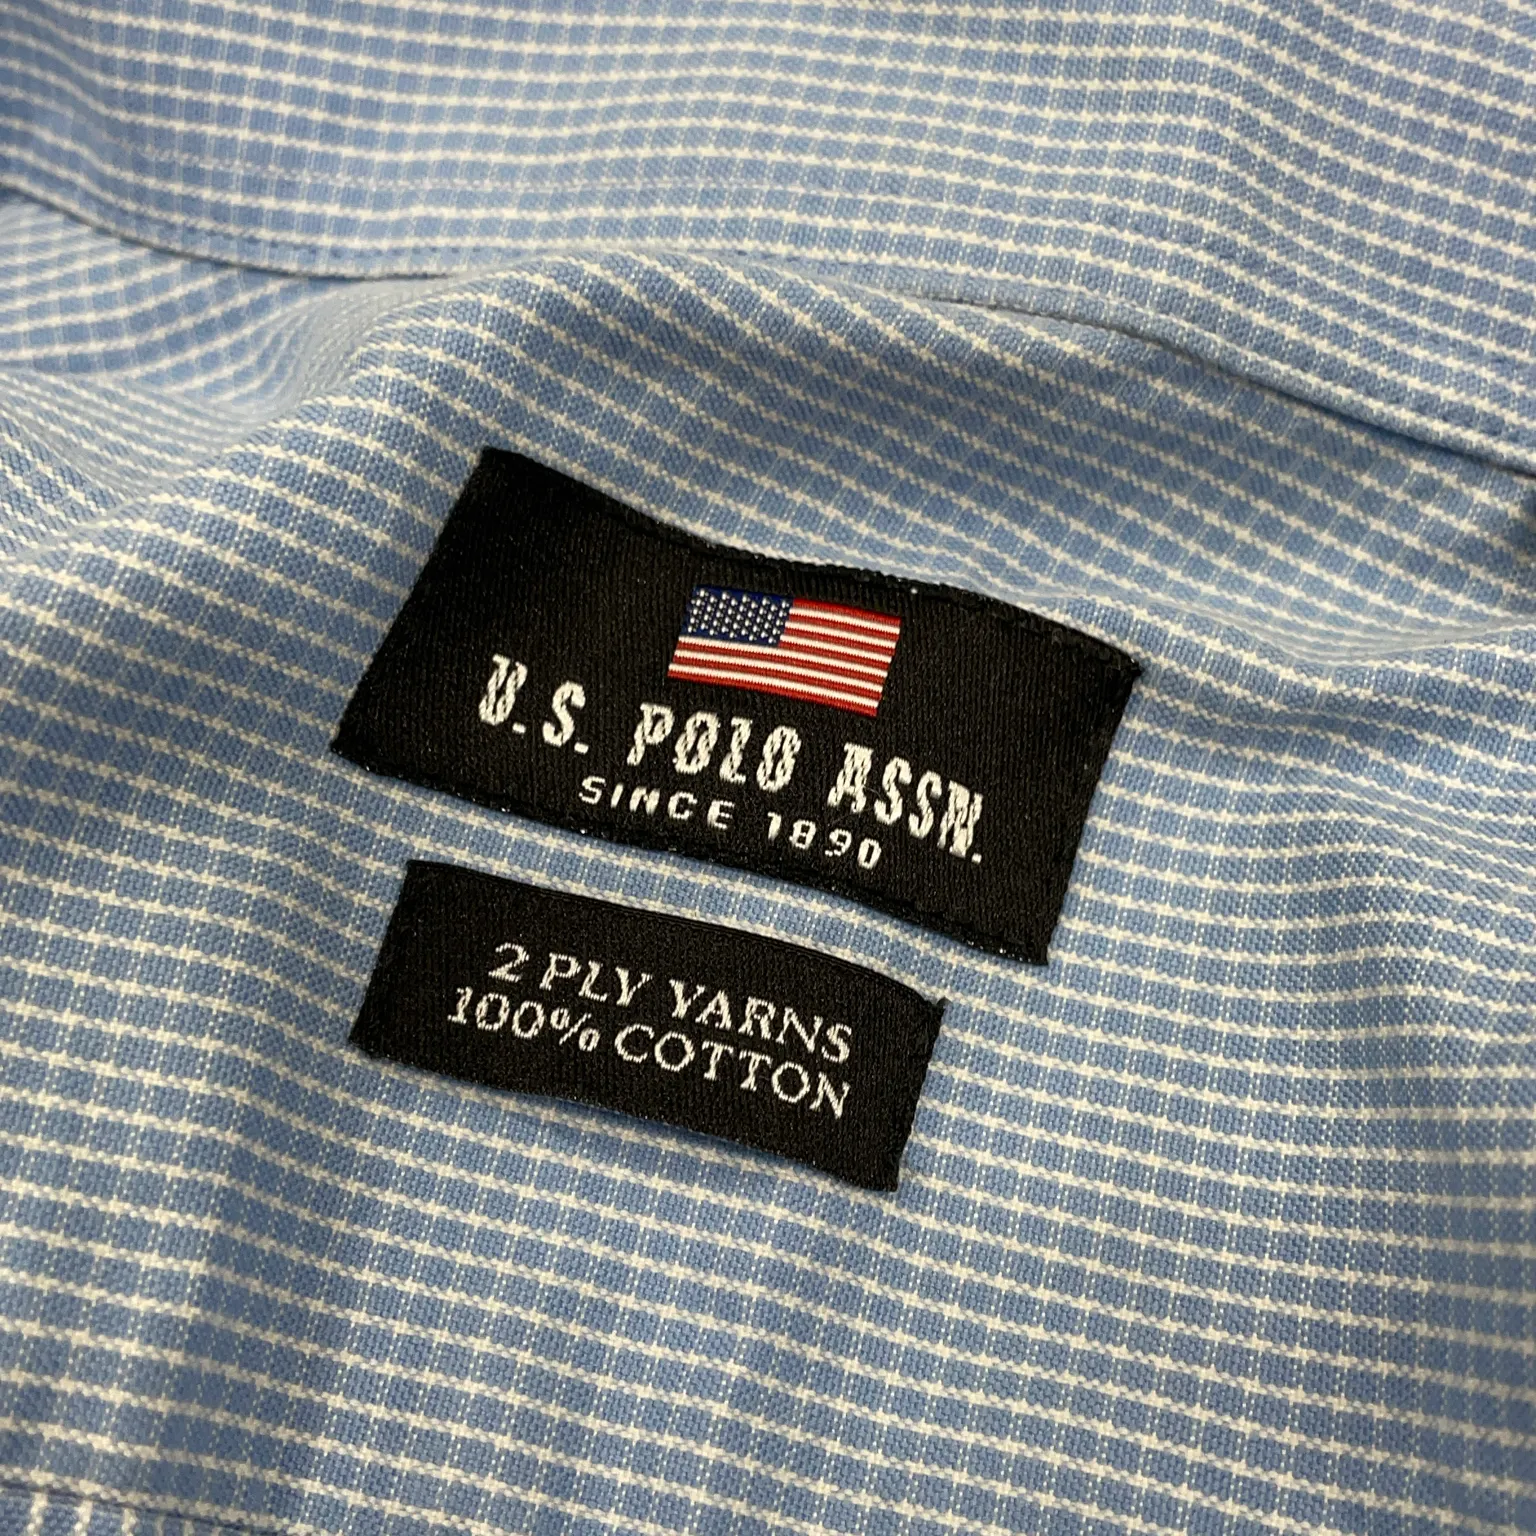 U.S. POLO ASSN.
SINCE 1890
2 PLY YARNS
100% COTTON